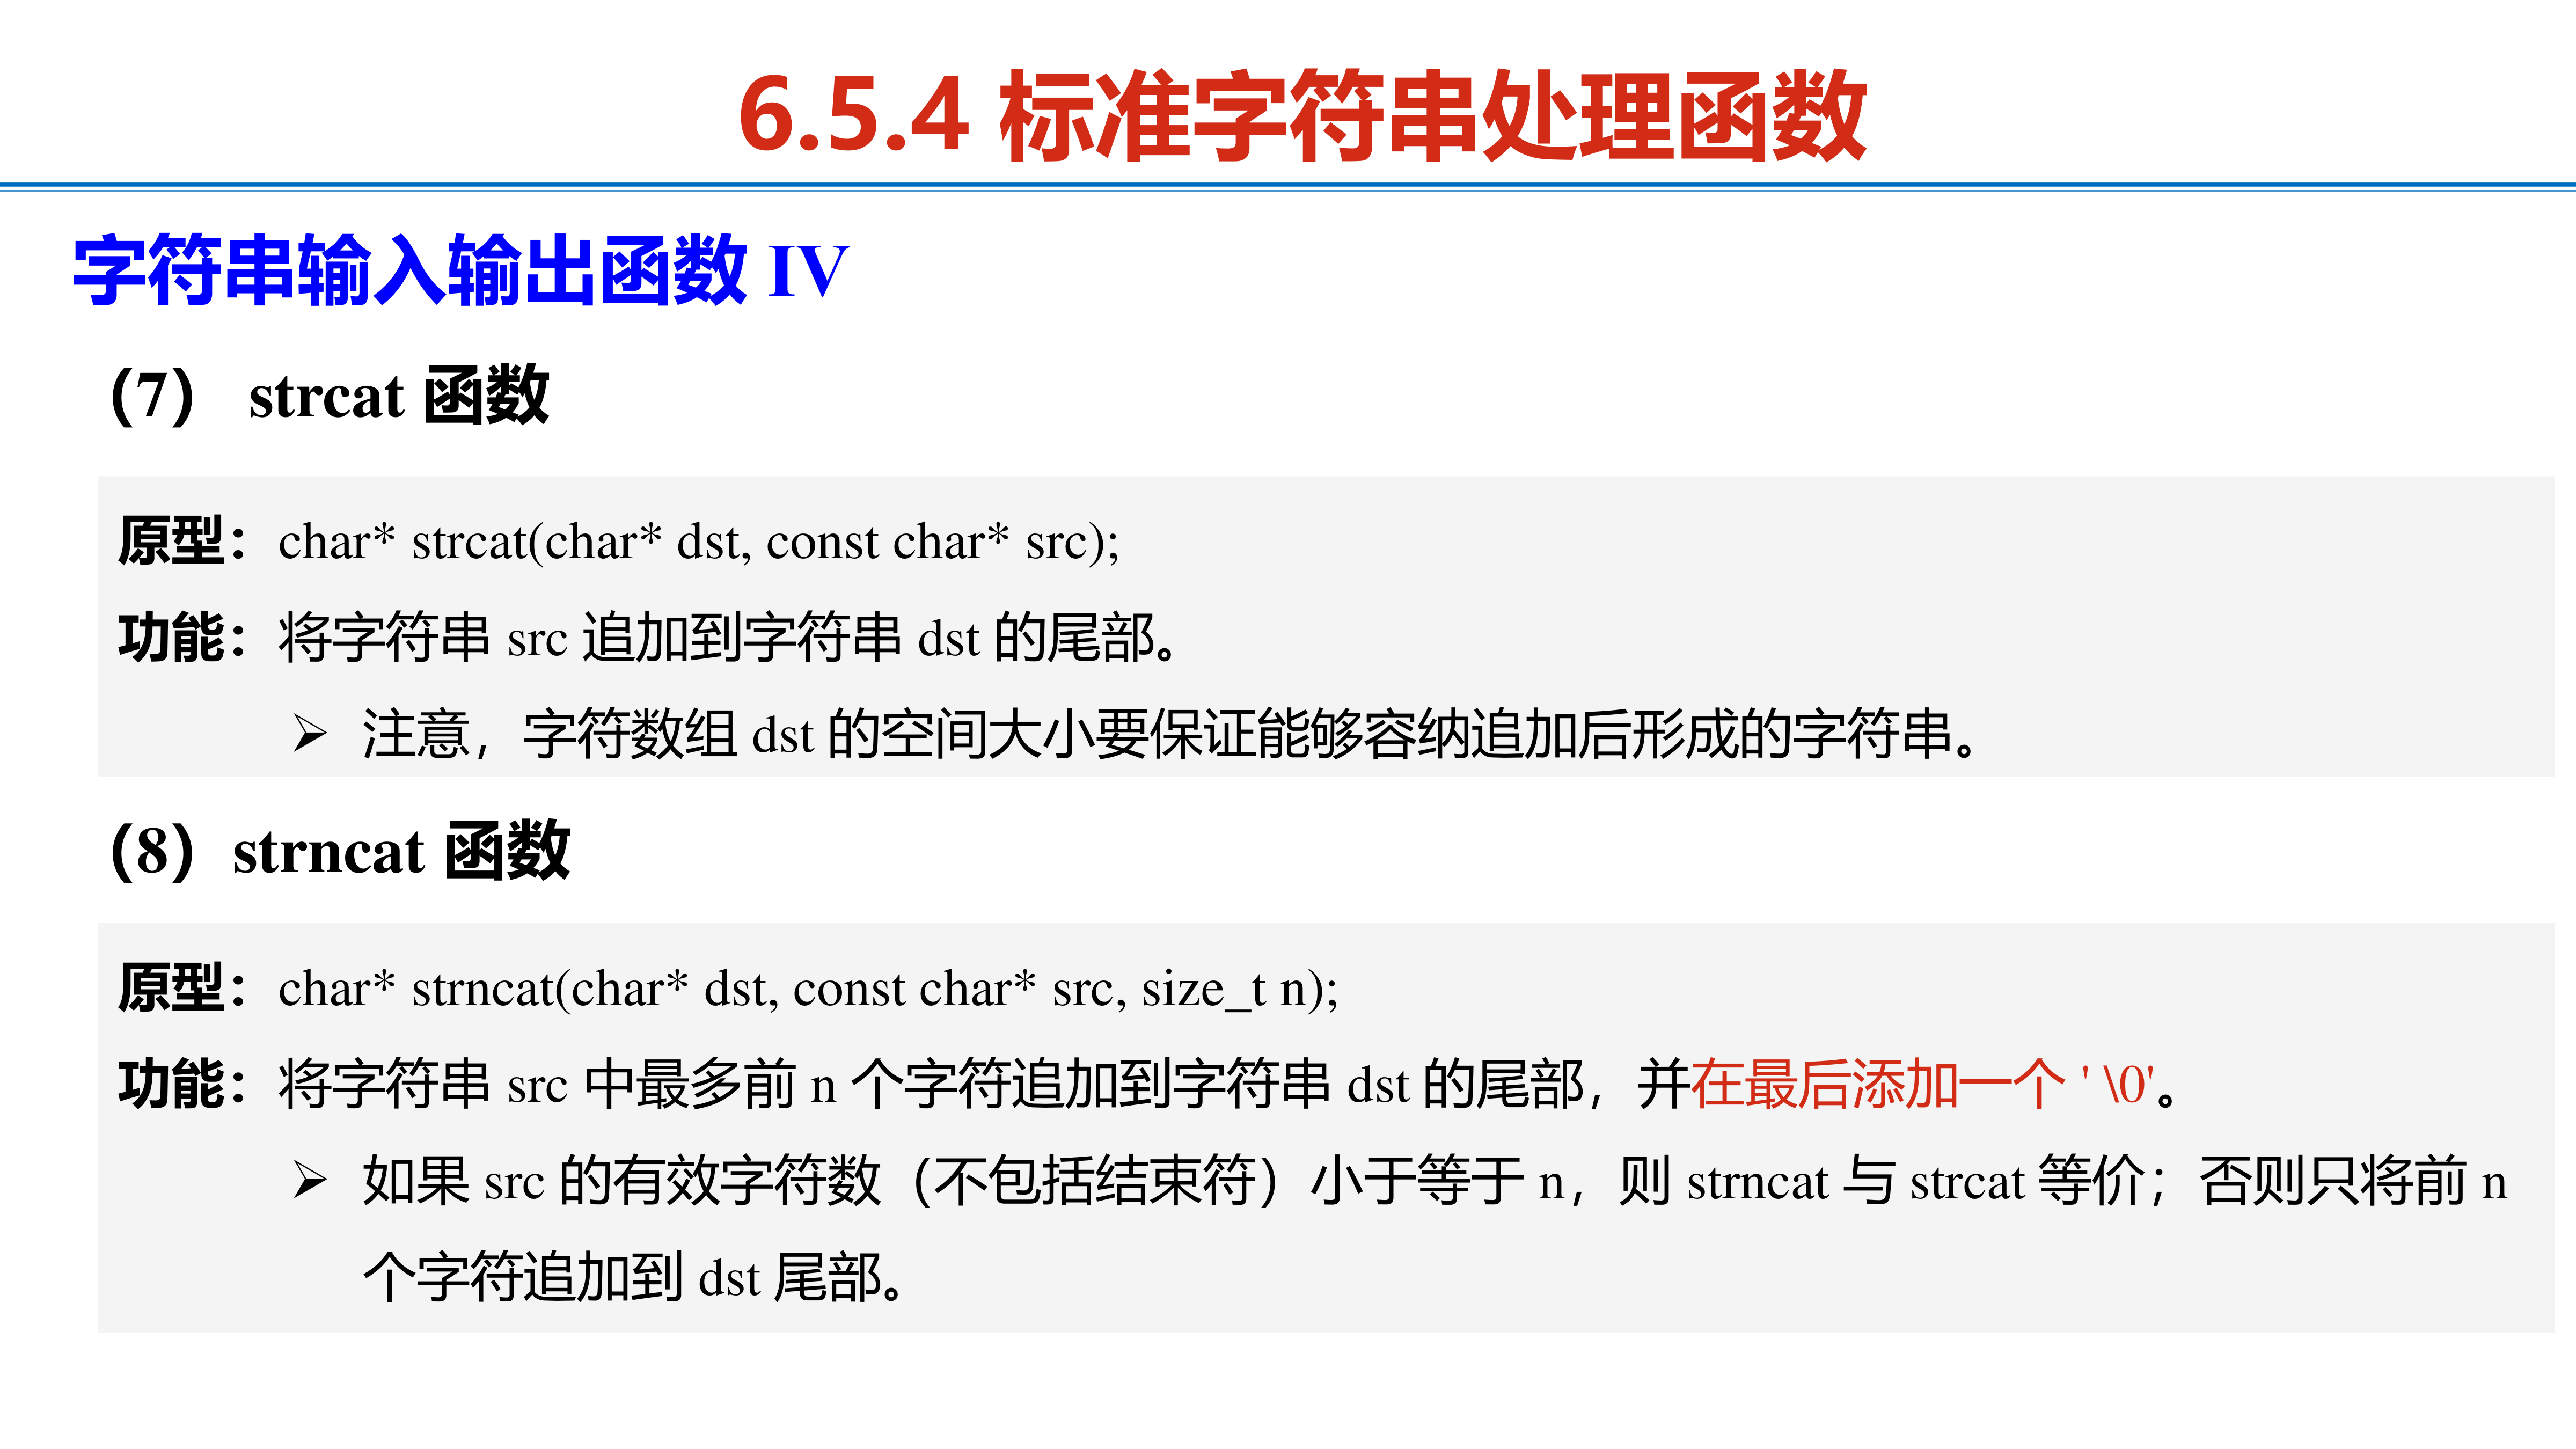 6.5.4 标准字符串处理函数
字符串输入输出函数 IV
（7） strcat 函数
原型：char* strcat(char* dst, const char* src);
功能：将字符串 src 追加到字符串 dst 的尾部。
➢ 注意，字符数组 dst 的空间大小要保证能够容纳追加后形成的字符串。
（8）strncat 函数
原型：char* strncat(char* dst, const char* src, size_t n);
功能：将字符串 src 中最多前 n 个字符追加到字符串 dst 的尾部，并在最后添加一个 ' \0'。
➢ 如果 src 的有效字符数（不包括结束符）小于等于 n，则 strncat 与 strcat 等价；否则只将前 n
个字符追加到 dst 尾部。